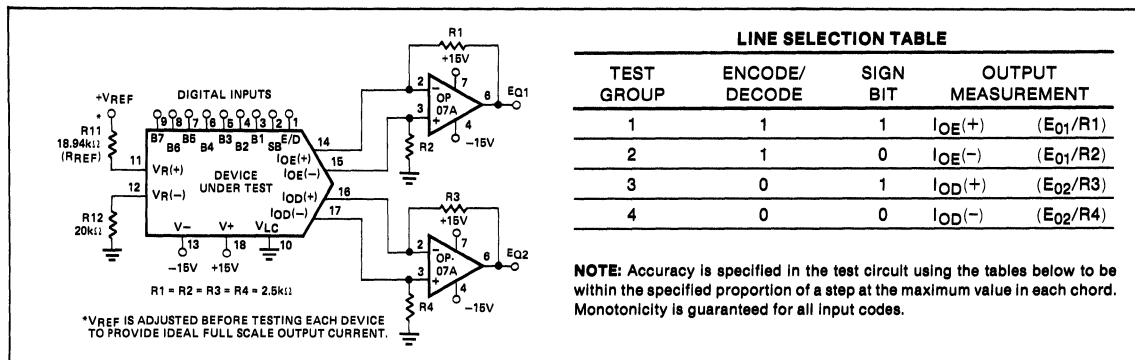 +VREF
*
R11
18.94kΩ
(RREF)
DIGITAL INPUTS
9 8 7 6 5 4 3 2 1
B7 B6 B5 B4 B3 B2 B1 SB E/D
11 VR(+)
12 VR(-)
R12
20kΩ
DEVICE
UNDER TEST
IOE(+) 14
IOE(-) 15
IOD(+) 16
IOD(-) 17
V- V+ VLC
13 18 10
-15V +15V
R1 = R2 = R3 = R4 = 2.5kΩ
*VREF IS ADJUSTED BEFORE TESTING EACH DEVICE
TO PROVIDE IDEAL FULL SCALE OUTPUT CURRENT.
R1
+15V
2 - 7
OP 6 EO1
07A
3 + 4
R2 -15V
R3
+15V
2 - 7
OP- 6 EO2
07A
3 + 4
R4 -15V
LINE SELECTION TABLE
TEST GROUP ENCODE/ DECODE SIGN BIT OUTPUT MEASUREMENT
1 1 1 IOE(+) (E01/R1)
2 1 0 IOE(-) (E01/R2)
3 0 1 IOD(+) (E02/R3)
4 0 0 IOD(-) (E02/R4)
NOTE: Accuracy is specified in the test circuit using the tables below to be
within the specified proportion of a step at the maximum value in each chord.
Monotonicity is guaranteed for all input codes.